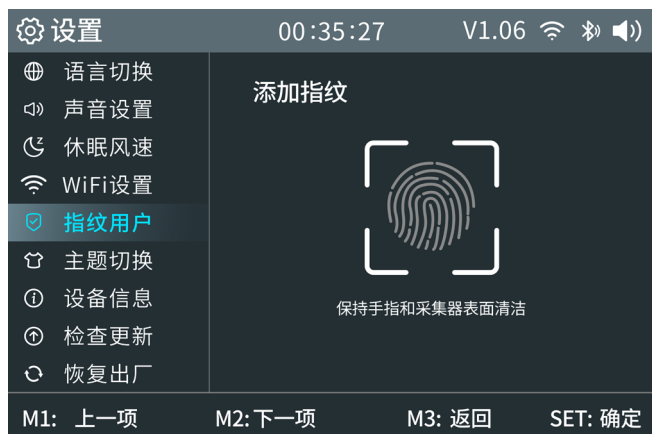 设置 00:35:27 V1.06
语言切换
声音设置
休眠风速
WiFi设置
指纹用户
主题切换
设备信息
检查更新
恢复出厂
添加指纹
保持手指和采集器表面清洁
M1: 上一项 M2:下一项 M3: 返回 SET: 确定